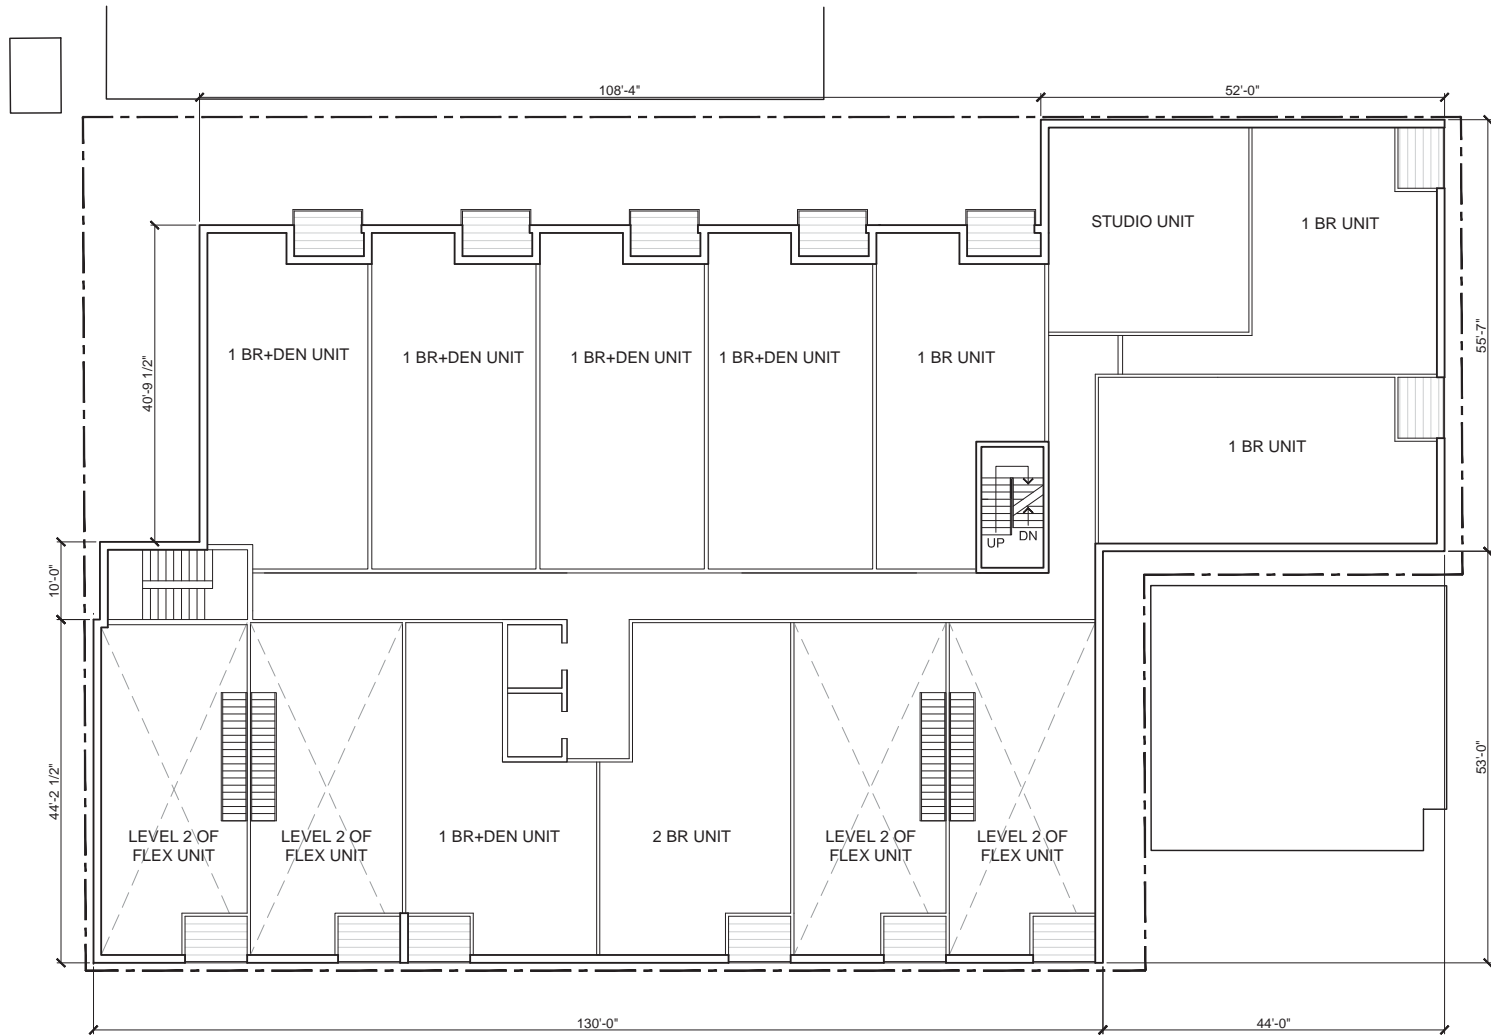 108'-4"
52'-0"
STUDIO UNIT
1 BR UNIT
1 BR+DEN UNIT
1 BR+DEN UNIT
1 BR+DEN UNIT
1 BR+DEN UNIT
1 BR UNIT
40'-9 1/2"
55'-7"
1 BR UNIT
UP
DN
10'-0"
44'-2 1/2"
53'-0"
LEVEL 2 OF
FLEX UNIT
LEVEL 2 OF
FLEX UNIT
1 BR+DEN UNIT
2 BR UNIT
LEVEL 2 OF
FLEX UNIT
LEVEL 2 OF
FLEX UNIT
130'-0"
44'-0"